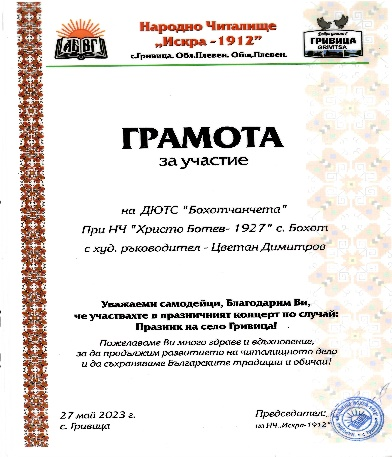 Народно Читалище
„Искра -1912”
с.Гривица. Обл.Плевен. Общ.Плевен.
АБВГ
ГРИВИЦА
GRIVITSA
ГРАМОТА
за участие
на ДЮТС "Бохотчанчета"
При НЧ "Христо Ботев- 1927" с. Бохот
с худ. ръководител - Цветан Димитров
Уважаеми самодейци, Благодарим Ви,
че участвахте в празничният концерт по случай:
Празник на село Гривица!
Пожелаваме Ви много здраве и вдъхновение,
за да продължим развитието на читалищното дело
и да съхраняваме Българските традиции и обичаи!
27 май 2023 г.
с. Гривица
Председател:
на НЧ„Искра-1912"